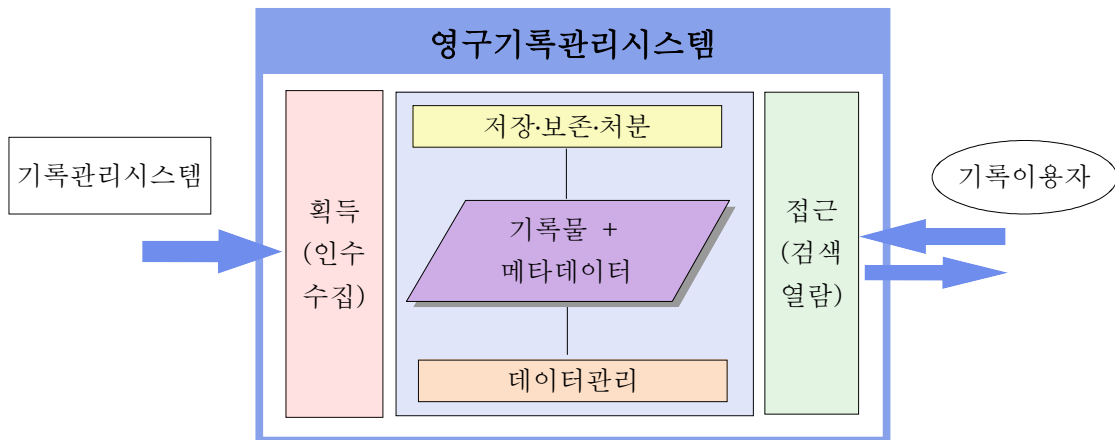 영구기록관리시스템
기록관리시스템
획득
(인수
수집)
저장·보존·처분
기록물 +
메타데이터
데이터관리
접근
(검색
열람)
기록이용자